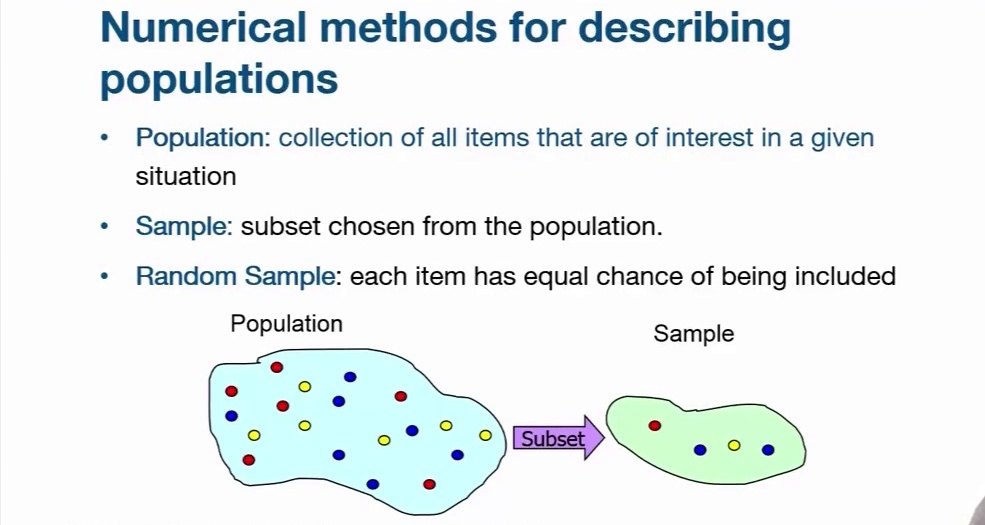 Numerical methods for describing
populations
• Population: collection of all items that are of interest in a given
situation
• Sample: subset chosen from the population.
• Random Sample: each item has equal chance of being included
Population
Sample
Subset